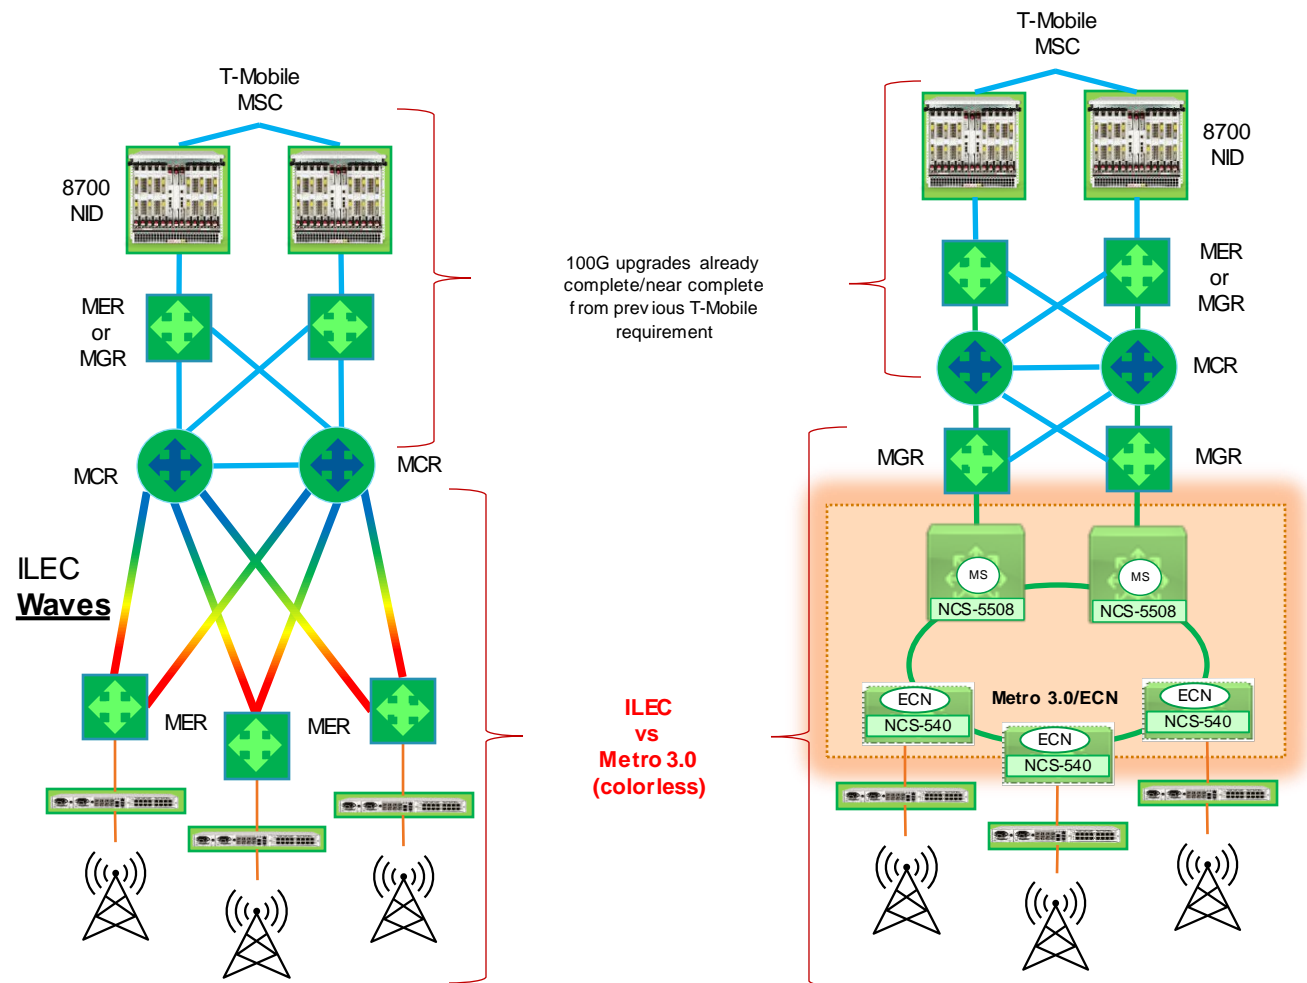 T-Mobile
MSC
8700
NID
MER
or
MGR
MCR
MCR
ILEC
Waves
MER
MER
100G upgrades already
complete/near complete
from previous T-Mobile
requirement
ILEC
vs
Metro 3.0
(colorless)
T-Mobile
MSC
8700
NID
MER
or
MGR
MCR
MGR
MGR
MS
NCS-5508
MS
NCS-5508
Metro 3.0/ECN
ECN
NCS-540
ECN
NCS-540
ECN
NCS-540